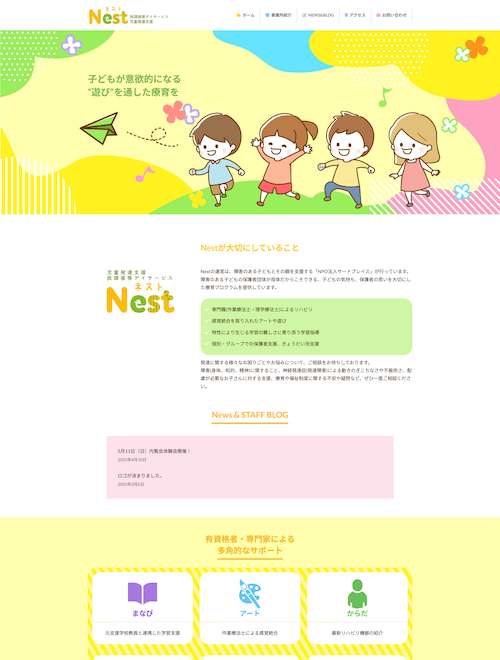 ネスト
Nest
放課後等デイサービス
児童発達支援
ホーム
事業所紹介
NEWS&BLOG
アクセス
お問い合わせ
子どもが意欲的になる
“遊び”を通した療育を
Nestが大切にしていること
児童発達支援
放課後等デイサービス
ネスト
Nest
Nestの運営は、障害のある子どもとその親を支援する「NPO法人サードプレイス」が行っています。
障害のある子どもの保護者団体が母体だからこそできる、子どもの気持ち、保護者の思いを大切にし
た療育プログラムを提供しています。
専門職(作業療法士・理学療法士)によるリハビリ
感覚統合を取り入れたアートや遊び
特性により生じる学習の難しさに寄り添う学習指導
個別・グループでの保護者支援、きょうだい児支援
発達に関する様々なお困りごとやお悩みについて、ご相談をお待ちしております。
障害(身体、知的、精神)に関すること、神経発達症(発達障害)による動きのぎこちなさや不器用さ、配
慮が必要なお子さんに対する支援、療育や福祉制度に関する不安や疑問など、ぜひ一度ご相談くださ
い。
News & STAFF BLOG
5月11日（日）内覧会体験会開催！
2025年4月10日
ロゴが決まりました。
2025年3月6日
有資格者・専門家による
多角的なサポート
まなび
アート
からだ
元支援学校教員と連携した学習支援
作業療法士による感覚統合
最新リハビリ機器の紹介